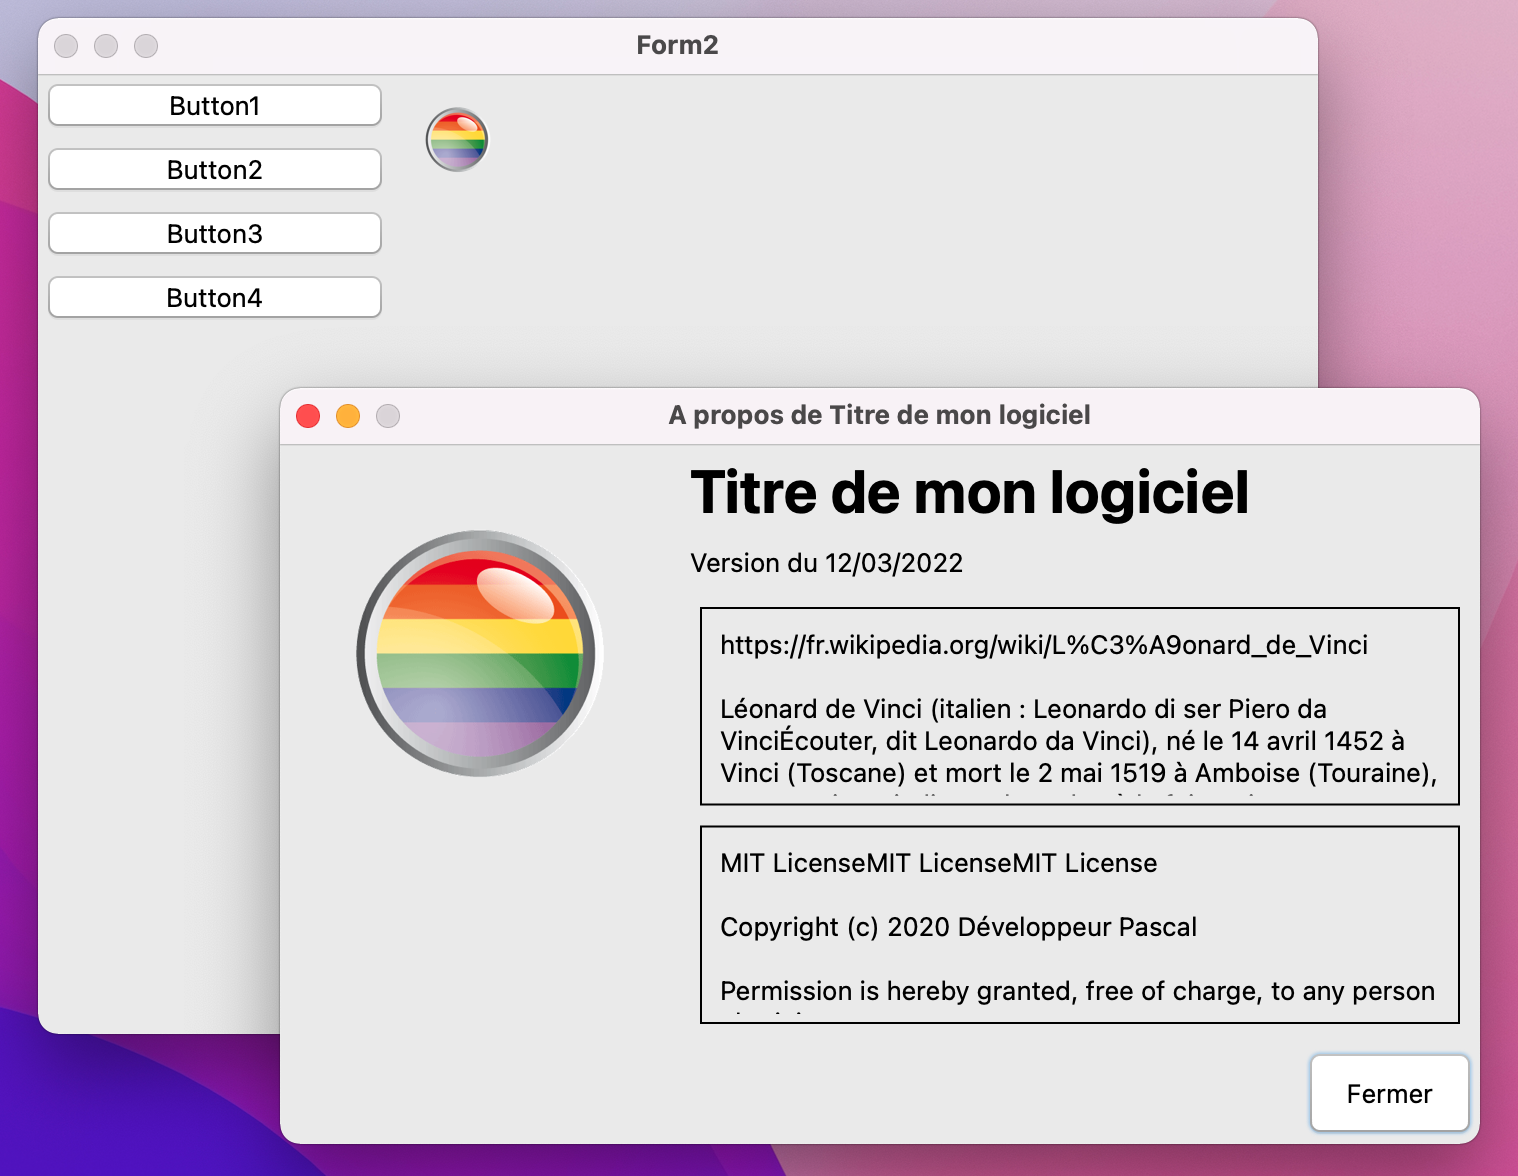 Form2
Button1
Button2
Button3
Button4
A propos de Titre de mon logiciel
Titre de mon logiciel
Version du 12/03/2022
https://fr.wikipedia.org/wiki/L%C3%A9onard_de_Vinci
Léonard de Vinci (italien : Leonardo di ser Piero da
VinciÉcouter, dit Leonardo da Vinci), né le 14 avril 1452 à
Vinci (Toscane) et mort le 2 mai 1519 à Amboise (Touraine),
MIT LicenseMIT LicenseMIT License
Copyright (c) 2020 Développeur Pascal
Permission is hereby granted, free of charge, to any person
Fermer